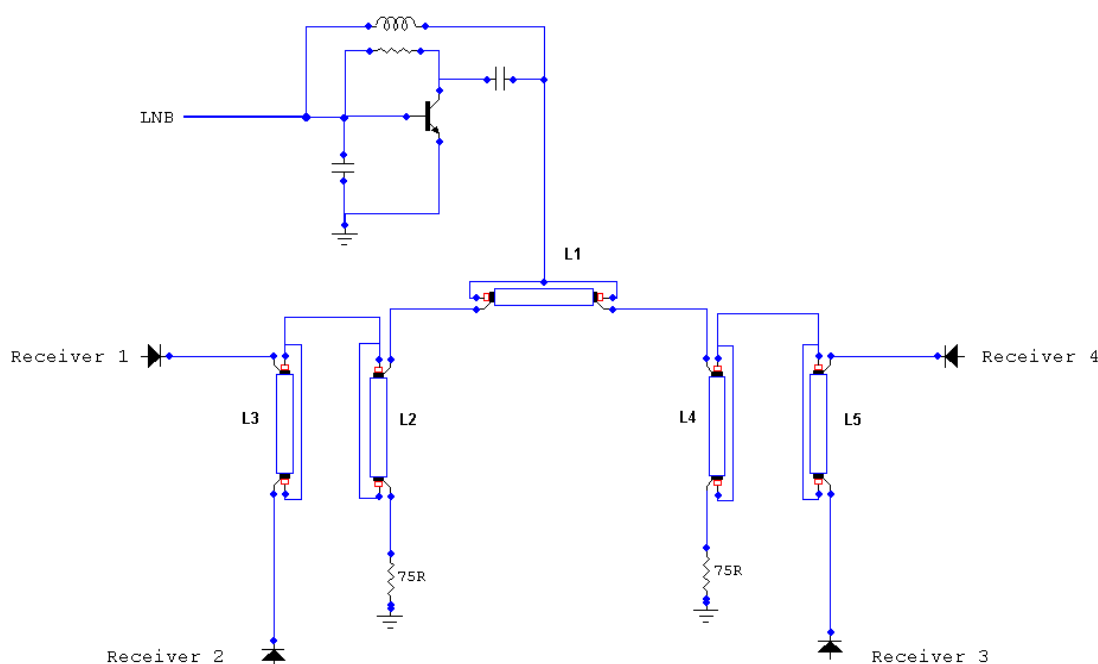 LNB
L1
Receiver 1
Receiver 4
L3
L2
L4
L5
75R
75R
Receiver 2
Receiver 3